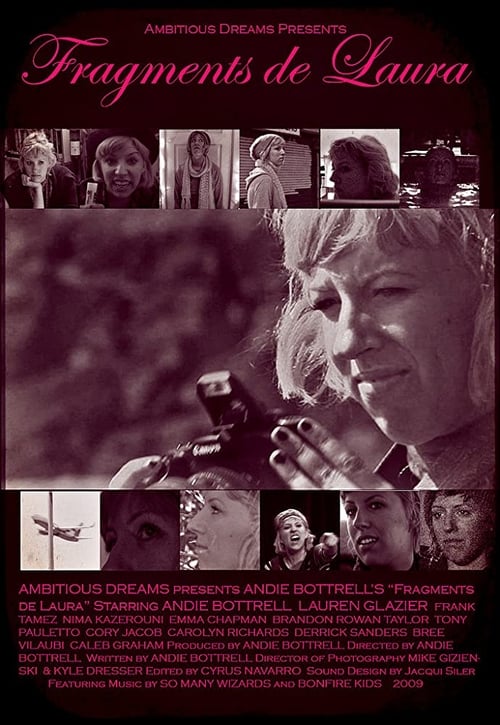 AMBITIOUS DREAMS PRESENTS
Fragments de Laura
Canon
AMBITIOUS DREAMS PRESENTS ANDIE BOTTRELL'S "FRAGMENTS
DE LAURA" STARRING ANDIE BOTTRELL LAUREN GLAZIER FRANK
TAMEZ NIMA KAZEROUNI EMMA CHAPMAN BRANDON ROWAN TAYLOR TONY
PAULETTO CORY JACOB CAROLYN RICHARDS DERRICK SANDERS BREE
VILAUBI CALEB GRAHAM PRODUCED BY ANDIE BOTTRELL DIRECTED BY ANDIE
BOTTRELL WRITTEN BY ANDIE BOTTRELL DIRECTOR OF PHOTOGRAPHY MIKE GIZIEN-
SKI & KYLE DRESSER EDITED BY CYRUS NAVARRO SOUND DESIGN BY JACQUI SILER
FEATURING MUSIC BY SO MANY WIZARDS AND BONFIRE KIDS 2009